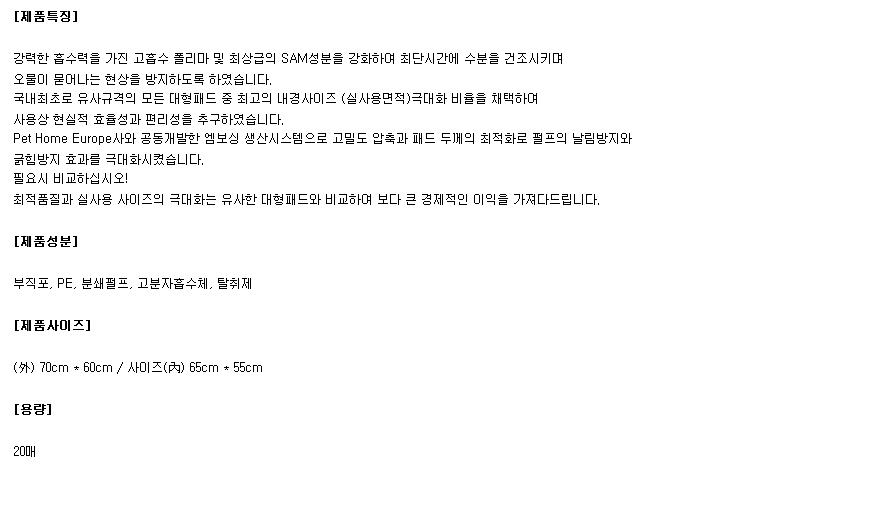 [제품특징]
강력한 흡수력을 가진 고흡수 폴리마 및 최상급의 SAM성분을 강화하여 최단시간에 수분을 건조시키며
오물이 묻어나는 현상을 방지하도록 하였습니다.
국내최초로 유사규격의 모든 대형패드 중 최고의 내경사이즈 (실사용면적)극대화 비율을 채택하여
사용상 현실적 효율성과 편리성을 추구하였습니다.
Pet Home Europe사와 공동개발한 엠보싱 생산시스템으로 고밀도 압축과 패드 두께의 최적화로 펄프의 날림방지와
긁힘방지 효과를 극대화시켰습니다.
필요시 비교하십시오!
최적품질과 실사용 사이즈의 극대화는 유사한 대형패드와 비교하여 보다 큰 경제적인 이익을 가져다드립니다.
[제품성분]
부직포, PE, 분쇄펄프, 고분자흡수체, 탈취제
[제품사이즈]
(外) 70cm * 60cm / 사이즈(內) 65cm * 55cm
[용량]
20매